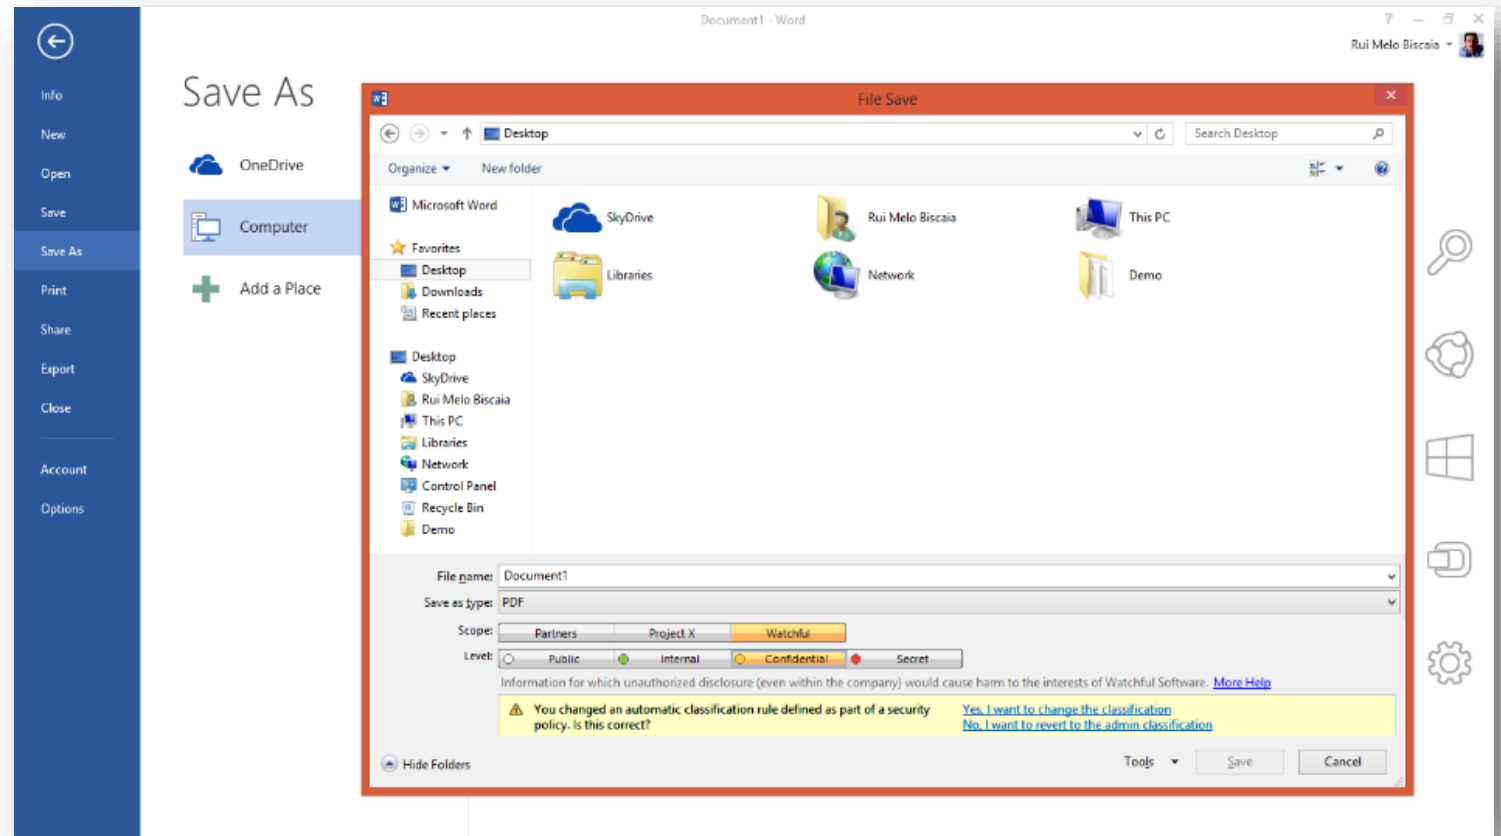 Document1 - Word
?
Rui Melo Biscaia
Info
New
Open
Save
Save As
Print
Share
Export
Close
Account
Options
Save As
OneDrive
Computer
Add a Place
File Save
Desktop
Search Desktop
Organize
New folder
Microsoft Word
Favorites
Desktop
Downloads
Recent places
Desktop
SkyDrive
Rui Melo Biscaia
This PC
Libraries
Network
Control Panel
Recycle Bin
Demo
SkyDrive
Rui Melo Biscaia
This PC
Libraries
Network
Demo
File name: Document1
Save as type: PDF
Scope: Partners Project X Watchful
Level: Public Internal Confidential Secret
Information for which unauthorized disclosure (even within the company) would cause harm to the interests of Watchful Software. More Help
You changed an automatic classification rule defined as part of a security
policy. Is this correct?
Yes, I want to change the classification
No, I want to revert to the admin classification
Hide Folders
Tools
Save
Cancel